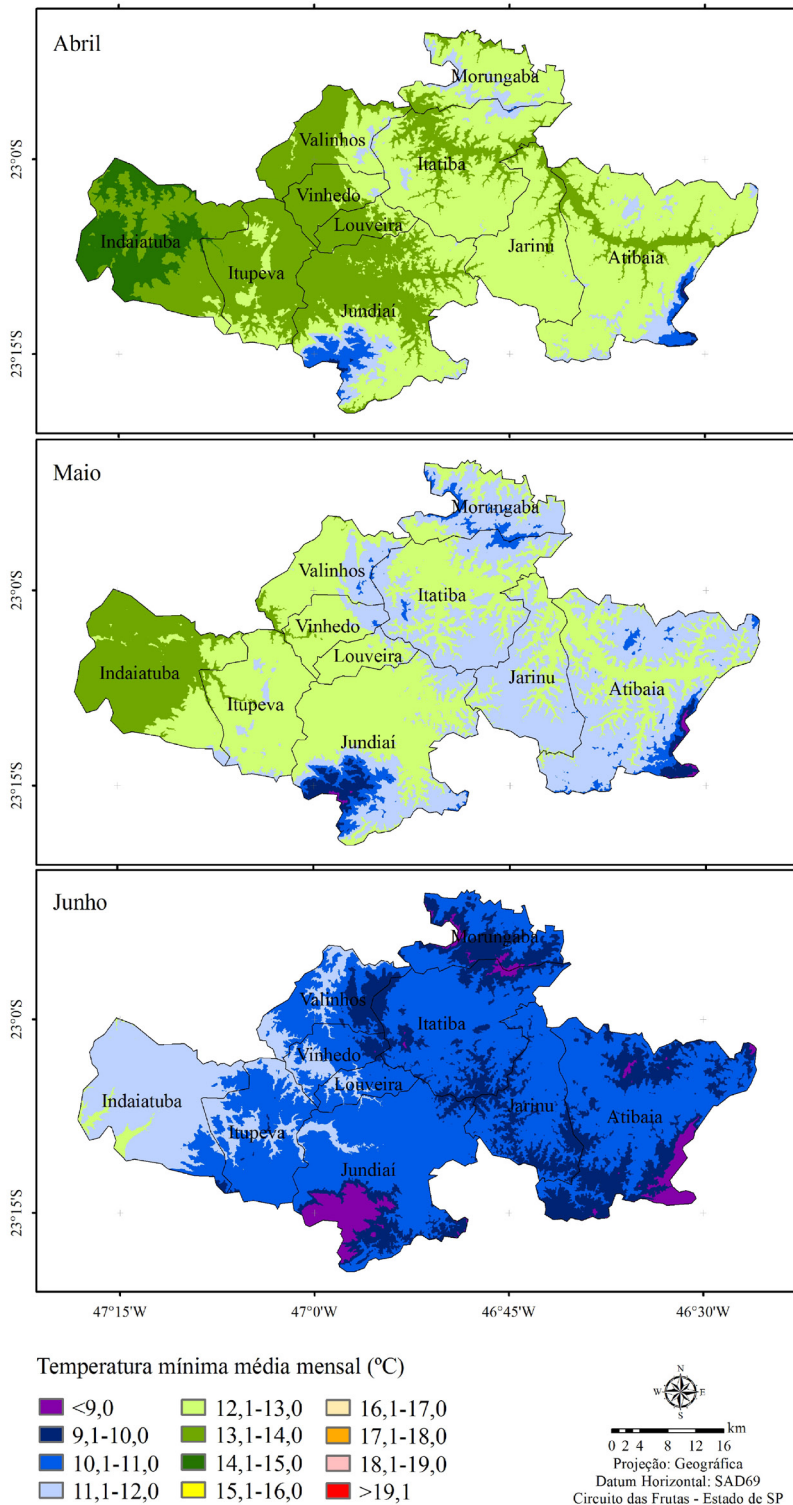 Abril
Morungaba
Valinhos
Itatiba
Vinhedo
Louveira
Indaiatuba
Jarinu
Atibaia
Itupeva
Jundiaí
23°0'S
23°15'S
Maio
Morungaba
Valinhos
Itatiba
Vinhedo
Louveira
Indaiatuba
Jarinu
Atibaia
Itupeva
Jundiaí
23°0'S
23°15'S
Junho
Morungaba
Valinhos
Itatiba
Vinhedo
Louveira
Indaiatuba
Jarinu
Atibaia
Itupeva
Jundiaí
23°0'S
23°15'S
47°15'W 47°0'W 46°45'W 46°30'W
Temperatura mínima média mensal (ºC)
<9,0 12,1-13,0 16,1-17,0
9,1-10,0 13,1-14,0 17,1-18,0
10,1-11,0 14,1-15,0 18,1-19,0
11,1-12,0 15,1-16,0 >19,1
N
W E
S
km
0 2 4 8 12 16
Projeção: Geográfica
Datum Horizontal: SAD69
Circuito das Frutas - Estado de SP